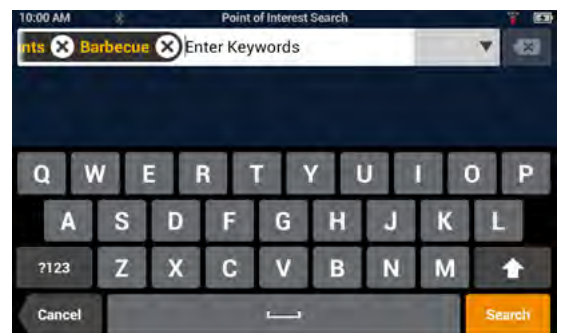 10:00 AM Point of Interest Search
nts Barbecue Enter Keywords
Q W E R T Y U I O P
A S D F G H J K L
?123 Z X C V B N M
Cancel Search